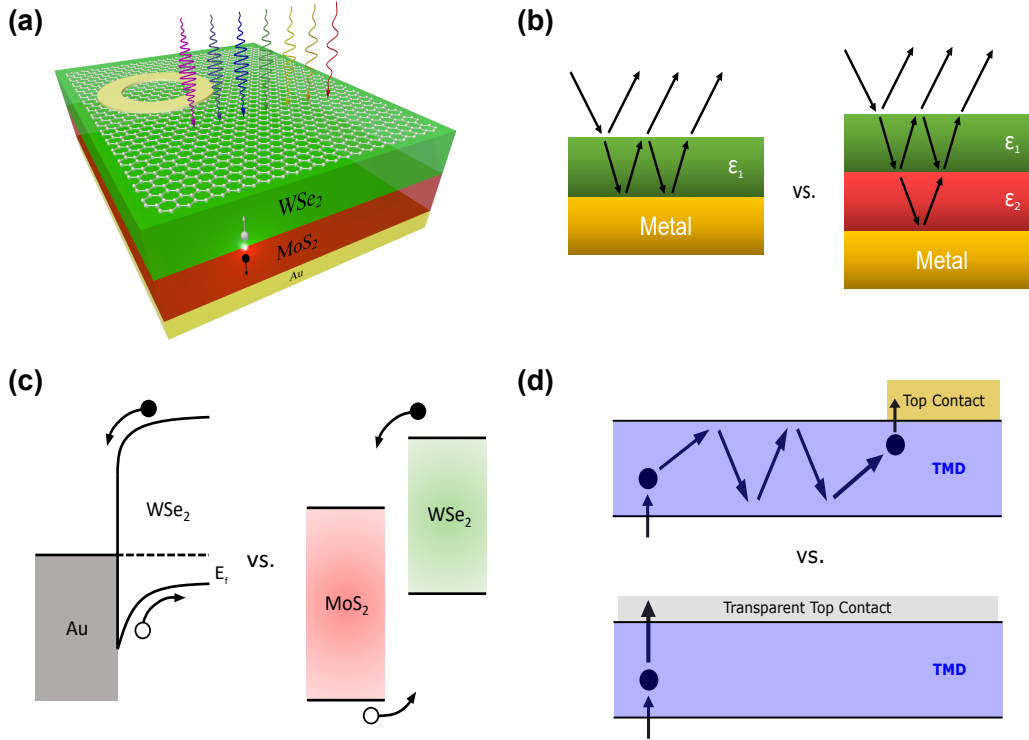 (a)
WSe₂
MoS₂
Au
(b)
ε₁
Metal
vs.
ε₁
ε₂
Metal
(c)
WSe₂
E_f
Au
vs.
MoS₂
WSe₂
(d)
Top Contact
TMD
vs.
Transparent Top Contact
TMD